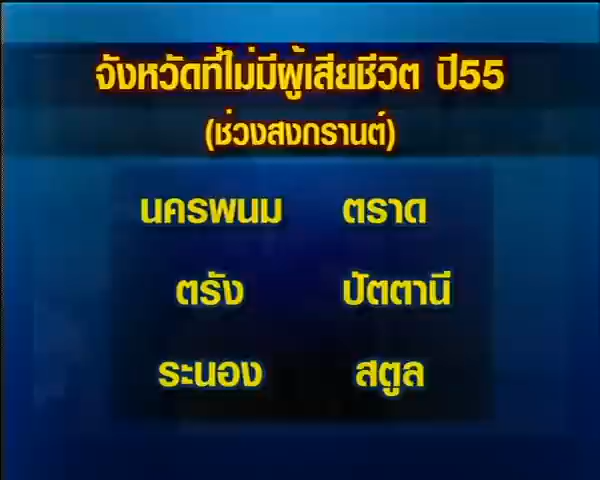 จังหวัดที่ไม่มีผู้เสียชีวิต ปี55
(ช่วงสงกรานต์)
นครพนม ตราด
ตรัง ปัตตานี
ระนอง สตูล